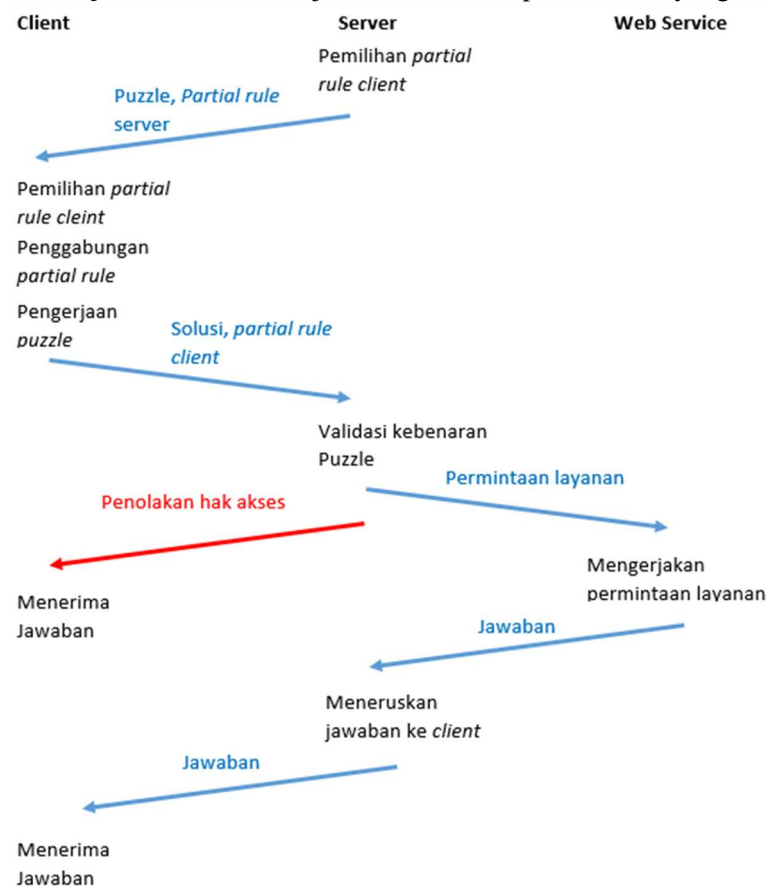 Client Server Web Service
Pemilihan partial
rule client
Puzzle, Partial rule
server
Pemilihan partial
rule cleint
Penggabungan
partial rule
Pengerjaan
puzzle
Solusi, partial rule
client
Validasi kebenaran
Puzzle
Permintaan layanan
Penolakan hak akses
Mengerjakan
permintaan layanan
Menerima
Jawaban
Jawaban
Meneruskan
jawaban ke client
Jawaban
Menerima
Jawaban